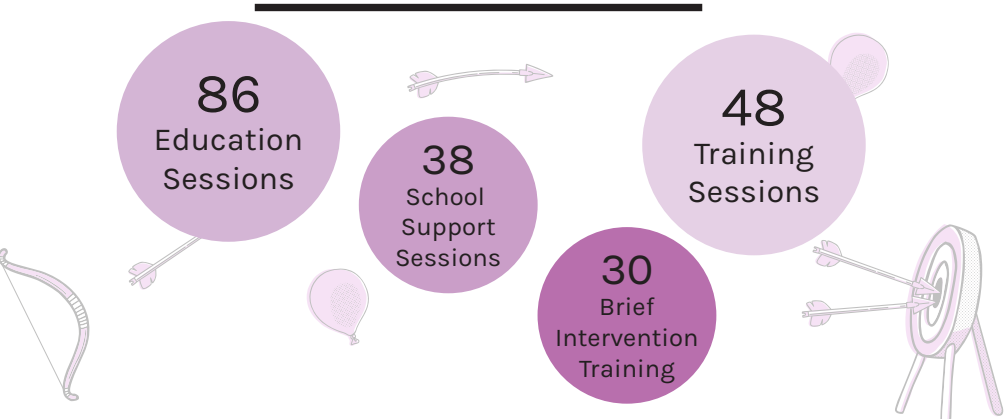 86
Education
Sessions
38
School
Support
Sessions
48
Training
Sessions
30
Brief
Intervention
Training